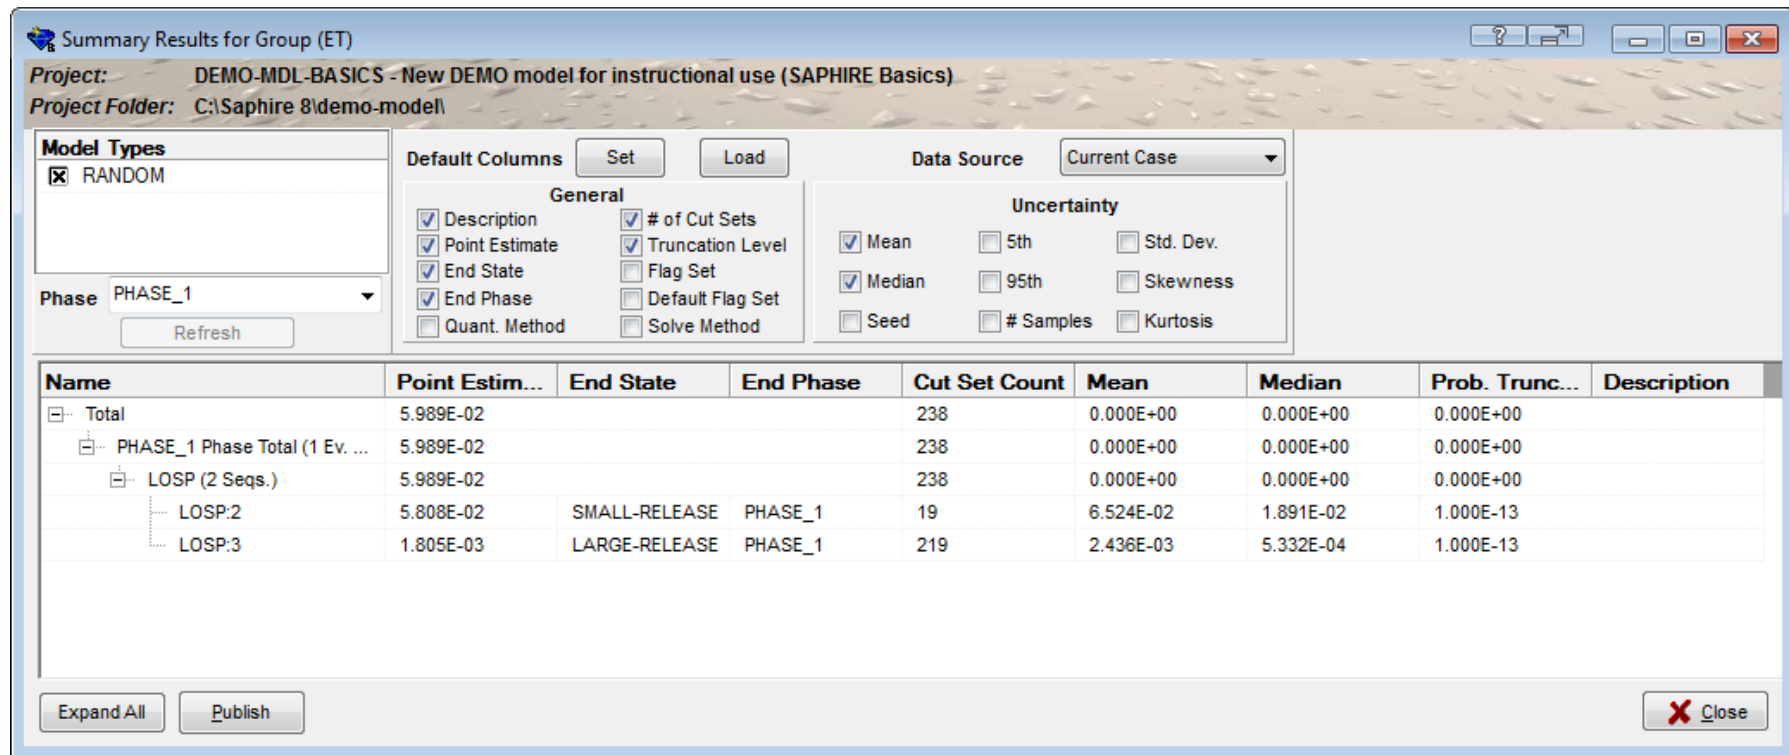 Summary Results for Group (ET)
Project: DEMO-MDL-BASICS - New DEMO model for instructional use (SAPHIRE Basics)
Project Folder: C:\Saphire 8\demo-model\
Model Types
RANDOM
Phase PHASE_1
Refresh
Default Columns Set Load Data Source Current Case
General
Description # of Cut Sets
Point Estimate Truncation Level
End State Flag Set
End Phase Default Flag Set
Quant. Method Solve Method
Uncertainty
Mean 5th Std. Dev.
Median 95th Skewness
Seed # Samples Kurtosis
Name Point Estim... End State End Phase Cut Set Count Mean Median Prob. Trunc... Description
Total 5.989E-02 238 0.000E+00 0.000E+00 0.000E+00
PHASE_1 Phase Total (1 Ev. ... 5.989E-02 238 0.000E+00 0.000E+00 0.000E+00
LOSP (2 Seqs.) 5.989E-02 238 0.000E+00 0.000E+00 0.000E+00
LOSP:2 5.808E-02 SMALL-RELEASE PHASE_1 19 6.524E-02 1.891E-02 1.000E-13
LOSP:3 1.805E-03 LARGE-RELEASE PHASE_1 219 2.436E-03 5.332E-04 1.000E-13
Expand All Publish Close